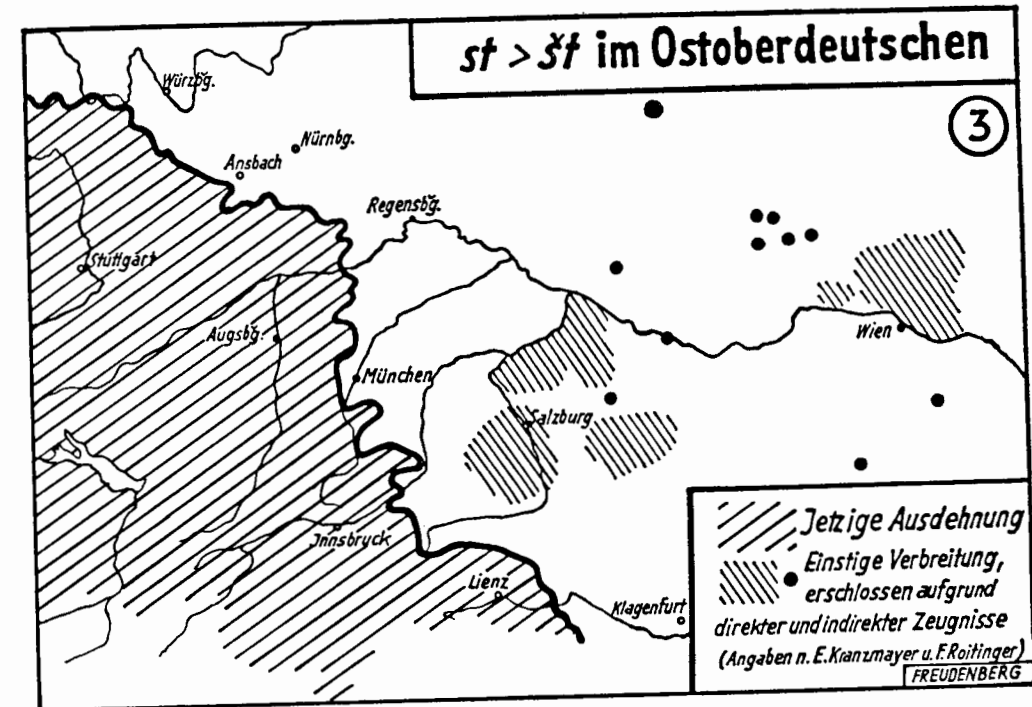 st > št im Ostoberdeutschen
3
Würzbg.
Nürnbg.
Ansbach
Regensbg.
Stuttgart
Augsbg.
München
Wien
Salzburg
Innsbruck
Lienz
Klagenfurt
Jetzige Ausdehnung
Einstige Verbreitung,
erschlossen aufgrund
direkter und indirekter Zeugnisse
(Angaben n. E. Kranzmayer u. F. Roitinger)
FREUDENBERG